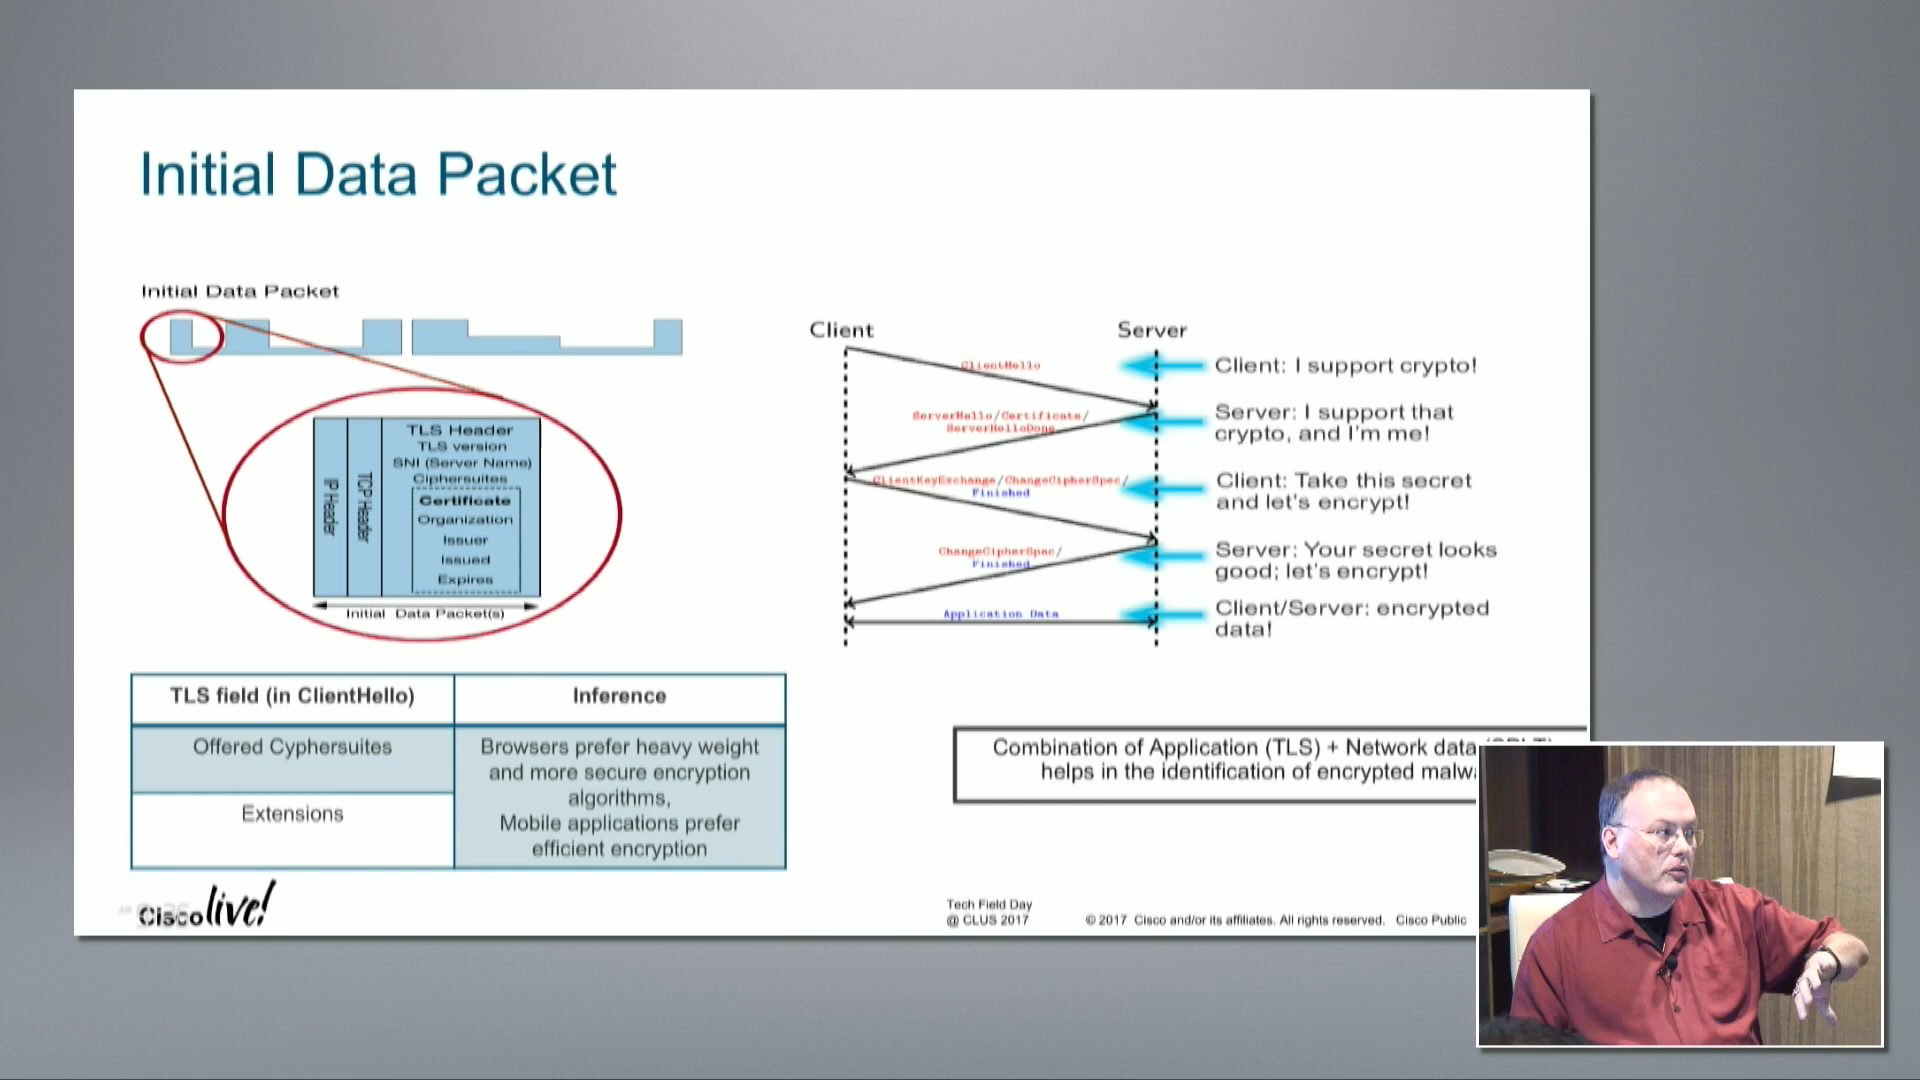 Initial Data Packet
Initial Data Packet
IP Header
TCP Header
TLS Header
TLS version
SNI (Server Name)
Ciphersuites
Certificate
Organization
Issuer
Issued
Expires
Initial Data Packet(s)
Client
Server
ClientHello
Client: I support crypto!
ServerHello/Certificate/
ServerHelloDone
Server: I support that
crypto, and I'm me!
ClientKeyExchange/ChangeCipherSpec/
Finished
Client: Take this secret
and let's encrypt!
ChangeCipherSpec/
Finished
Server: Your secret looks
good; let's encrypt!
Application Data
Client/Server: encrypted
data!
TLS field (in ClientHello)
Inference
Offered Cyphersuites
Extensions
Browsers prefer heavy weight
and more secure encryption
algorithms,
Mobile applications prefer
efficient encryption
Combination of Application (TLS) + Network data
helps in the identification of encrypted
Cisco live!
Tech Field Day
@ CLUS 2017
© 2017 Cisco and/or its affiliates. All rights reserved. Cisco Public